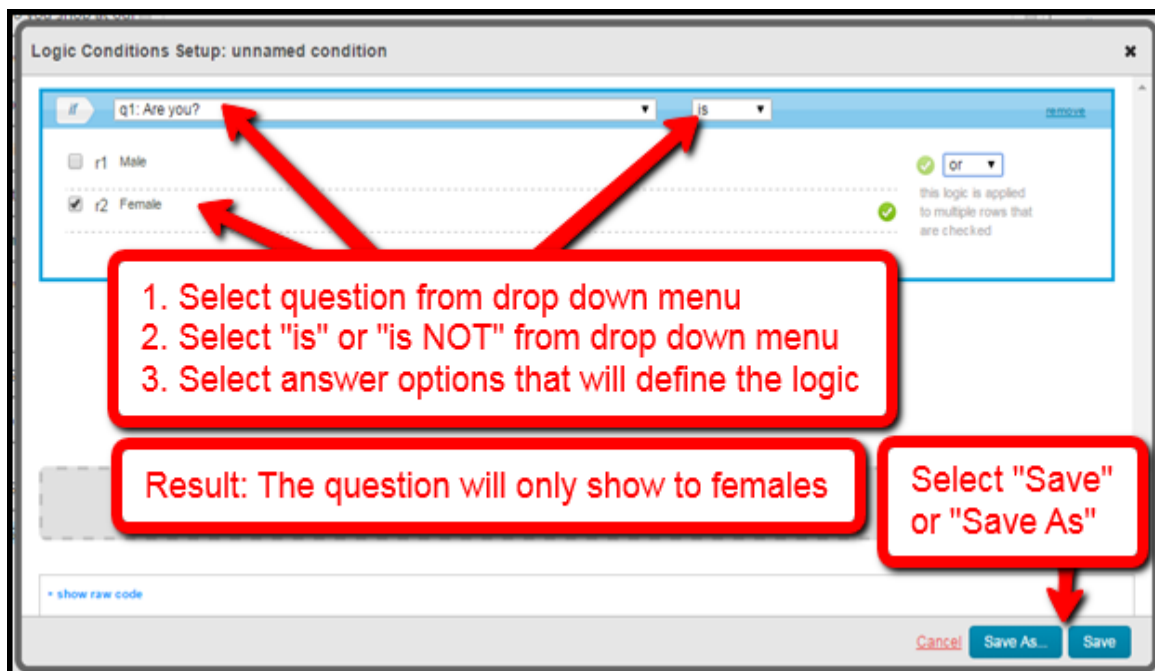 Logic Conditions Setup: unnamed condition
if q1: Are you? is remove
r1 Male
or
r2 Female
this logic is applied
to multiple rows that
are checked
1. Select question from drop down menu
2. Select "is" or "is NOT" from drop down menu
3. Select answer options that will define the logic
Result: The question will only show to females
Select "Save"
or "Save As"
show raw code
Cancel Save As... Save